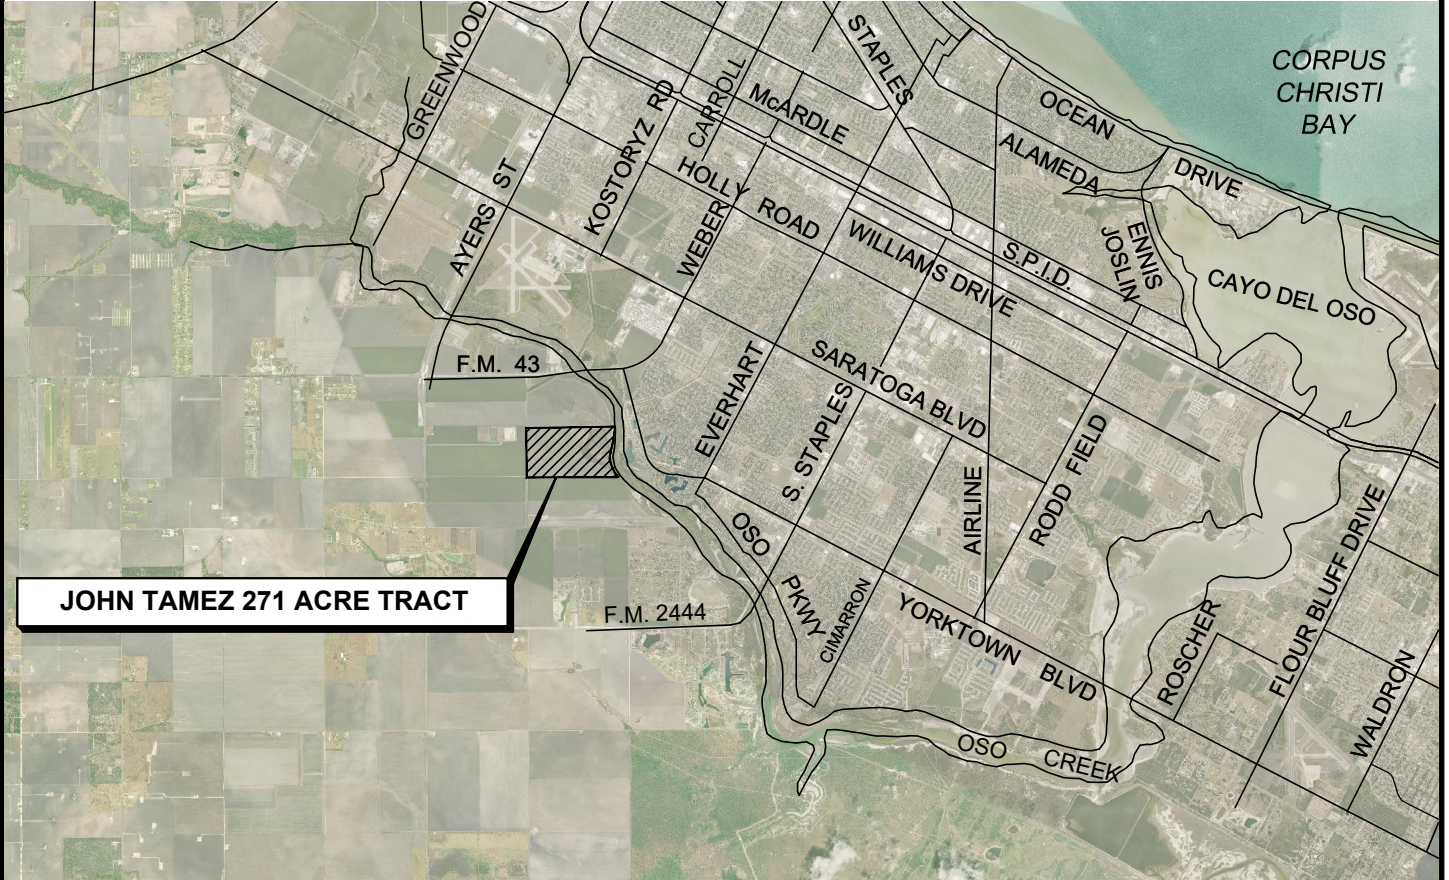 CORPUS
CHRISTI
BAY
GREENWOOD
STAPLES
KOSTORYZ RD
CARROLL
McARDLE
OCEAN
DRIVE
ALAMEDA
AYERS ST
HOLLY ROAD
WEBER
WILLIAMS DRIVE
S.P.I.D.
ENNIS
JOSLIN
CAYO DEL OSO
F.M. 43
EVERHART
SARATOGA BLVD
S. STAPLES
AIRLINE
RODD FIELD
OSO
PKWY
CIMARRON
YORKTOWN BLVD
ROSCHER
FLOUR BLUFF DRIVE
WALDRON
JOHN TAMEZ 271 ACRE TRACT
F.M. 2444
OSO CREEK